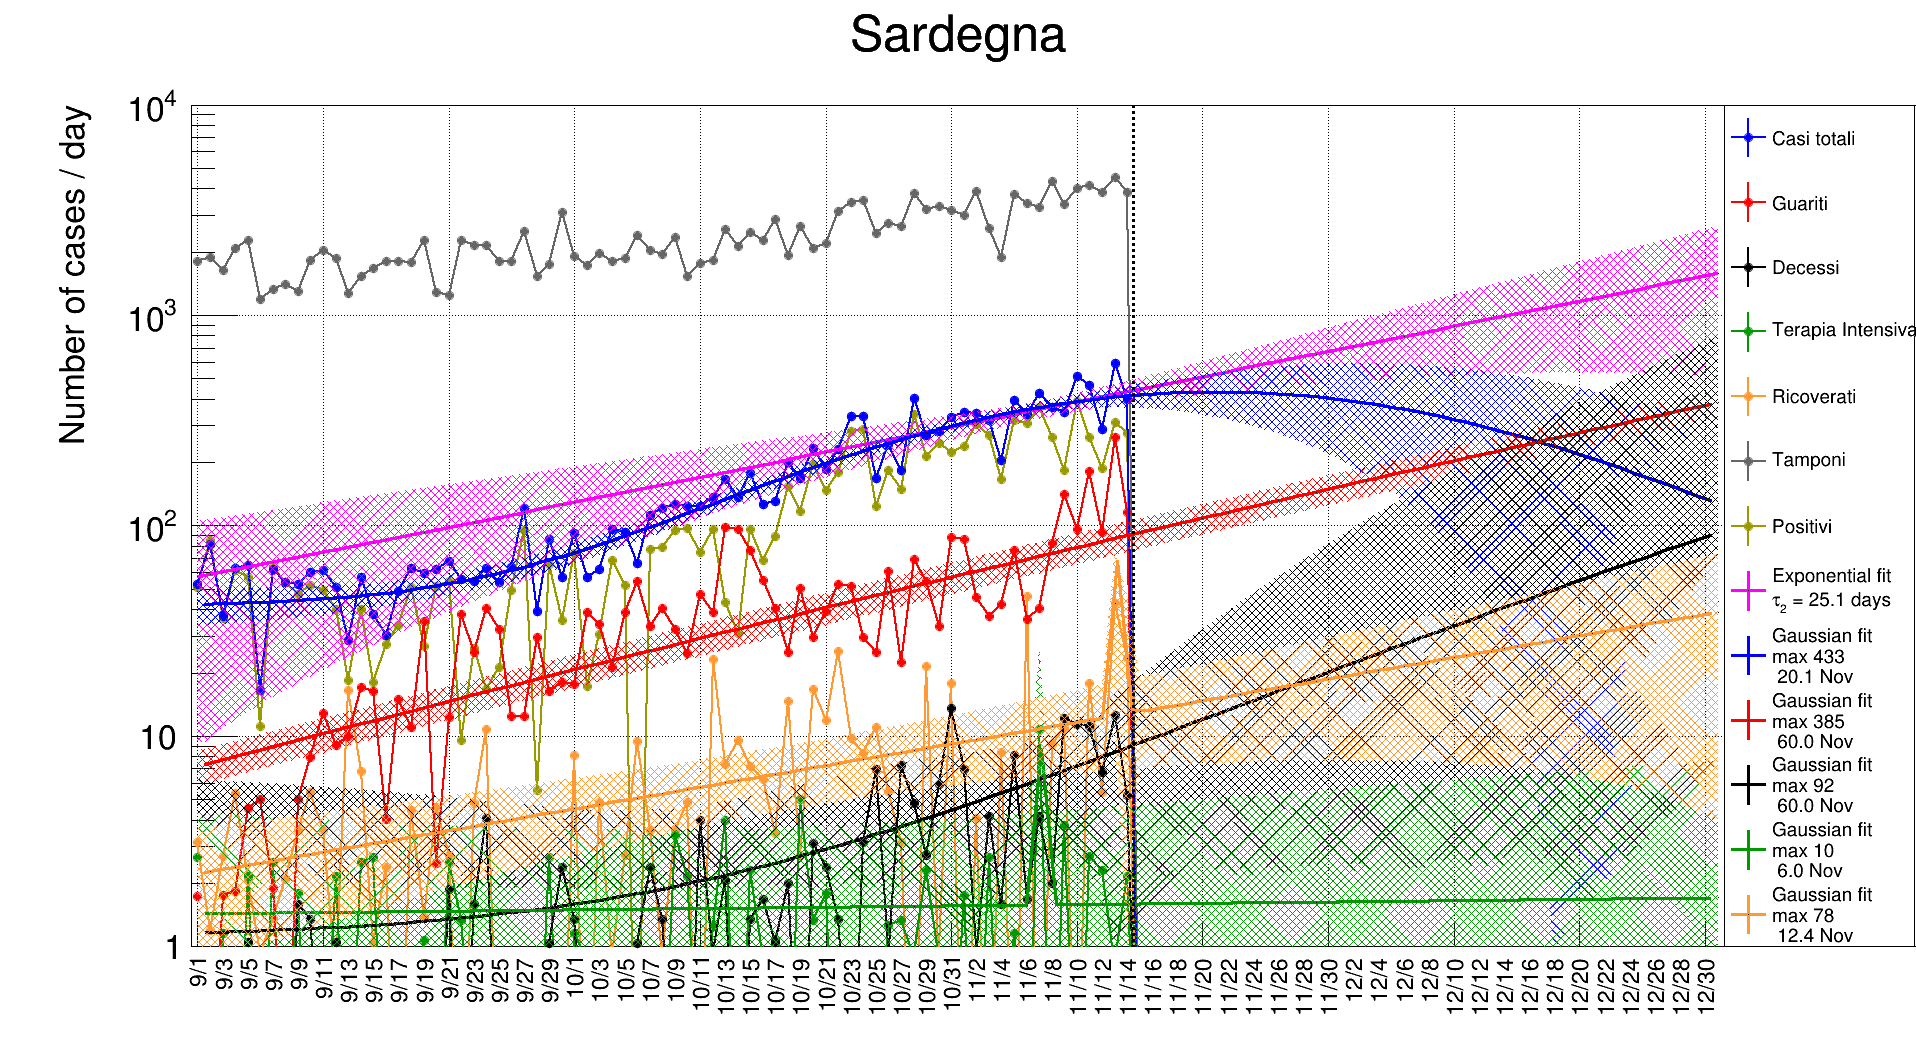 Sardegna
Number of cases / day
10^4
10^3
10^2
10
1
9/1
9/3
9/5
9/7
9/9
9/11
9/13
9/15
9/17
9/19
9/21
9/23
9/25
9/27
9/29
10/1
10/3
10/5
10/7
10/9
10/11
10/13
10/15
10/17
10/19
10/21
10/23
10/25
10/27
10/29
10/31
11/2
11/4
11/6
11/8
11/10
11/12
11/14
11/16
11/18
11/20
11/22
11/24
11/26
11/28
11/30
12/2
12/4
12/6
12/8
12/10
12/12
12/14
12/16
12/18
12/20
12/22
12/24
12/26
12/28
12/30
Casi totali
Guariti
Decessi
Terapia Intensiva
Ricoverati
Tamponi
Positivi
Exponential fit
τ2 = 25.1 days
Gaussian fit
max 433
20.1 Nov
Gaussian fit
max 385
60.0 Nov
Gaussian fit
max 92
60.0 Nov
Gaussian fit
max 10
6.0 Nov
Gaussian fit
max 78
12.4 Nov